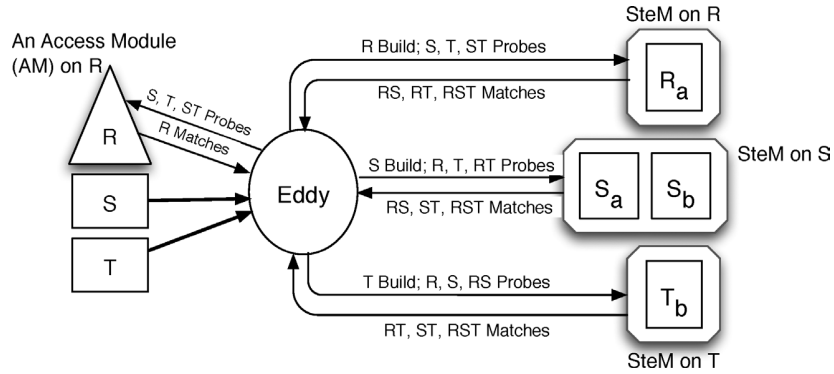 An Access Module
(AM) on R
R
S
T
S, T, ST Probes
R Matches
Eddy
R Build; S, T, ST Probes
RS, RT, RST Matches
SteM on R
Ra
S Build; R, T, RT Probes
RS, ST, RST Matches
Sa
Sb
SteM on S
T Build; R, S, RS Probes
RT, ST, RST Matches
Tb
SteM on T